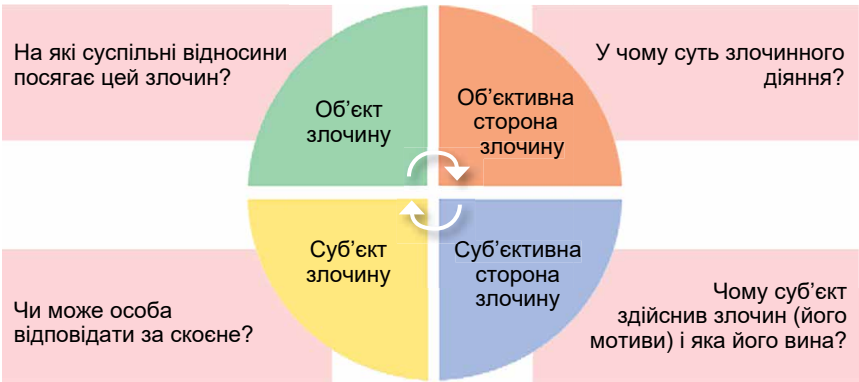 На які суспільні відносини
посягає цей злочин?
Об’єкт
злочину
Об’єктивна
сторона
злочину
У чому суть злочинного
діяння?
Чи може особа
відповідати за скоєне?
Суб’єкт
злочину
Суб’єктивна
сторона
злочину
Чому суб’єкт
здійснив злочин (його
мотиви) і яка його вина?